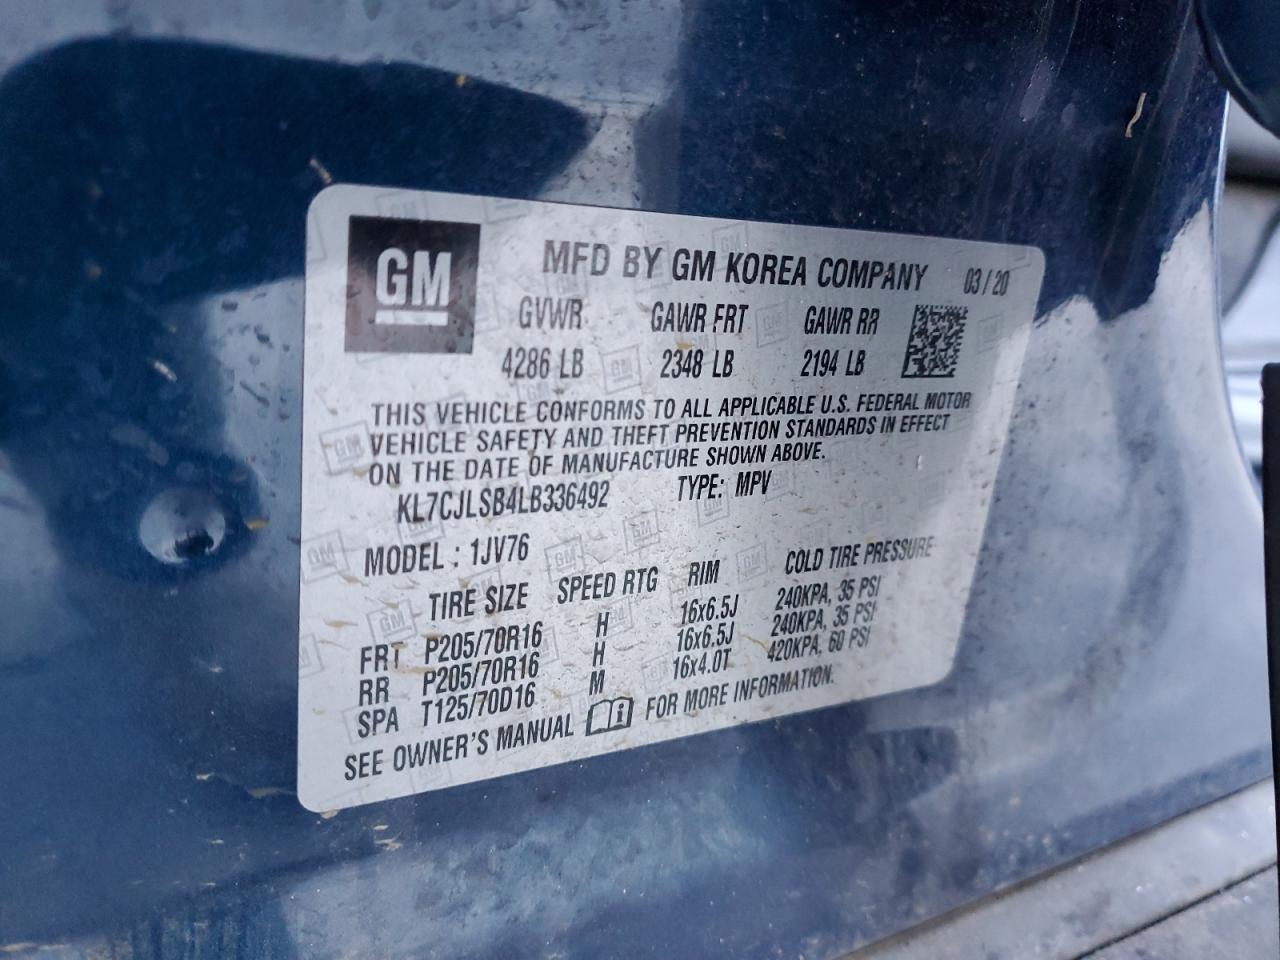 GM
MFD BY GM KOREA COMPANY 03/20
GVWR GAWR FRT GAWR RR
4286 LB 2348 LB 2194 LB
THIS VEHICLE CONFORMS TO ALL APPLICABLE U.S. FEDERAL MOTOR
VEHICLE SAFETY AND THEFT PREVENTION STANDARDS IN EFFECT
ON THE DATE OF MANUFACTURE SHOWN ABOVE.
KL7CJLSB4LB336492 TYPE: MPV
MODEL : 1JV76
TIRE SIZE SPEED RTG RIM COLD TIRE PRESSURE
FRT P205/70R16 H 16x6.5J 240KPA, 35 PSI
RR P205/70R16 H 16x6.5J 240KPA, 35 PSI
SPA T125/70D16 M 16x4.0T 420KPA, 60 PSI
SEE OWNER'S MANUAL FOR MORE INFORMATION.